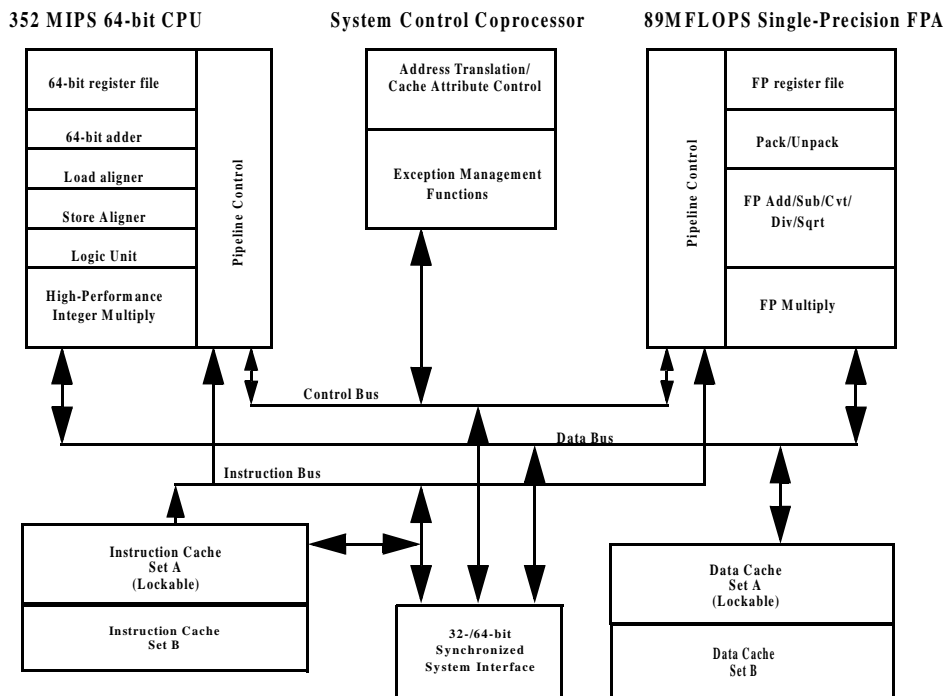 352 MIPS 64-bit CPU
System Control Coprocessor
89MFLOPS Single-Precision FPA
64-bit register file
64-bit adder
Load aligner
Store Aligner
Logic Unit
High-Performance
Integer Multiply
Pipeline Control
Address Translation/
Cache Attribute Control
Exception Management
Functions
Pipeline Control
FP register file
Pack/Unpack
FP Add/Sub/Cvt/
Div/Sqrt
FP Multiply
Control Bus
Data Bus
Instruction Bus
Instruction Cache
Set A
(Lockable)
Instruction Cache
Set B
32-/64-bit
Synchronized
System Interface
Data Cache
Set A
(Lockable)
Data Cache
Set B